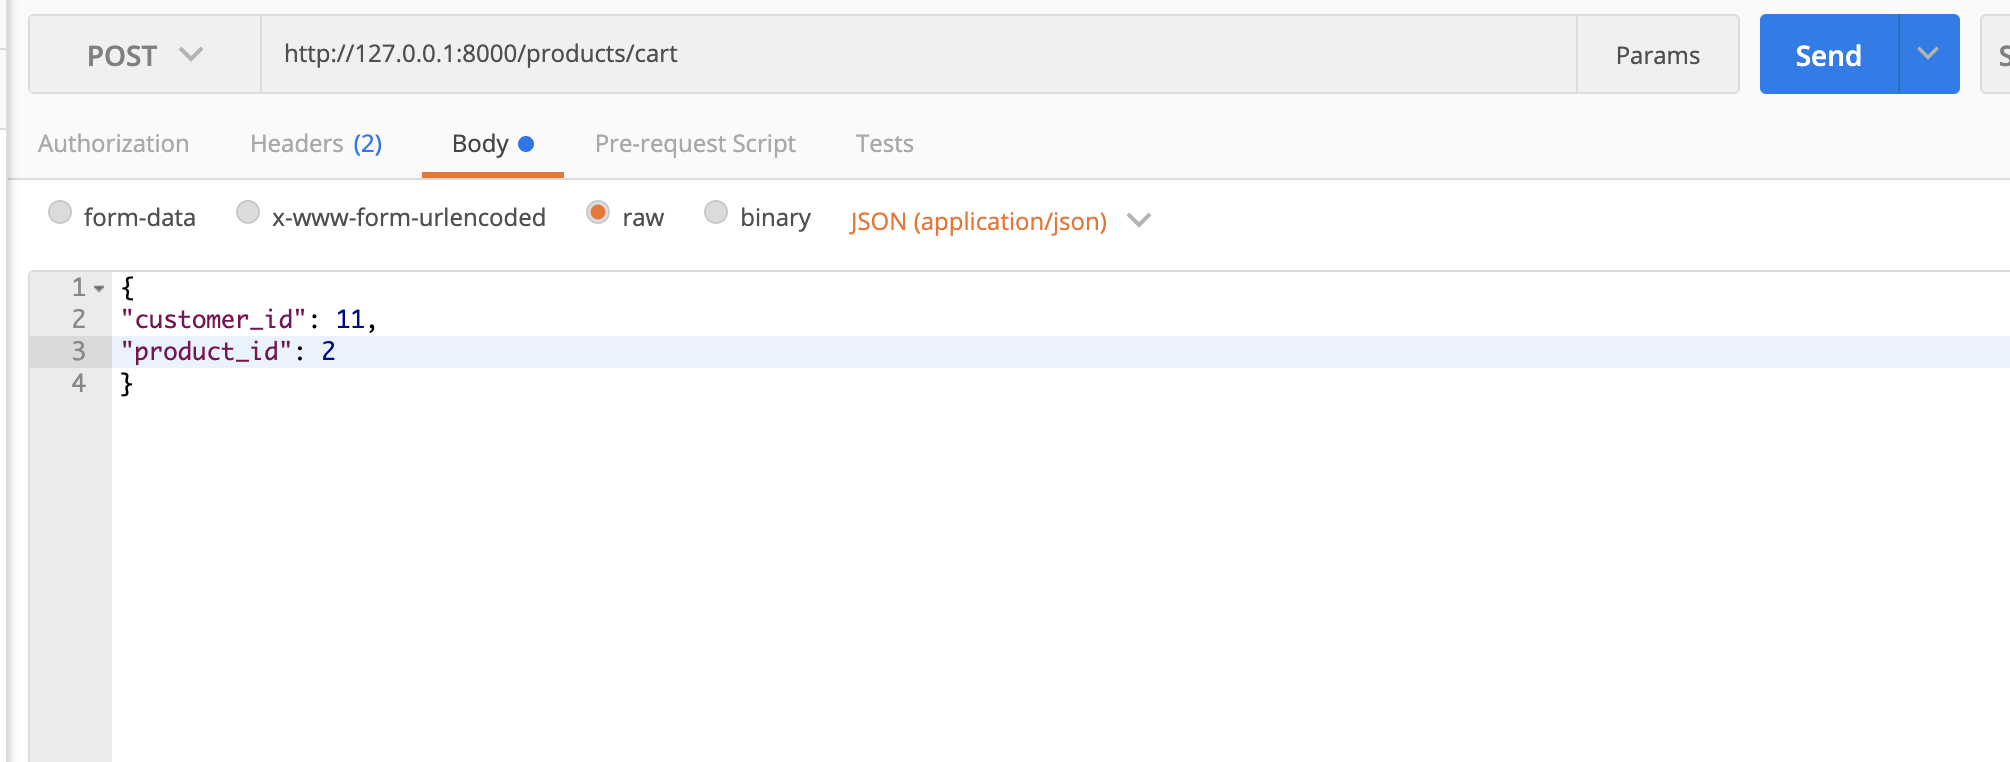 POST http://127.0.0.1:8000/products/cart Params Send S
Authorization Headers (2) Body Pre-request Script Tests
form-data x-www-form-urlencoded raw binary JSON (application/json)
1 {
2 "customer_id": 11,
3 "product_id": 2
4 }